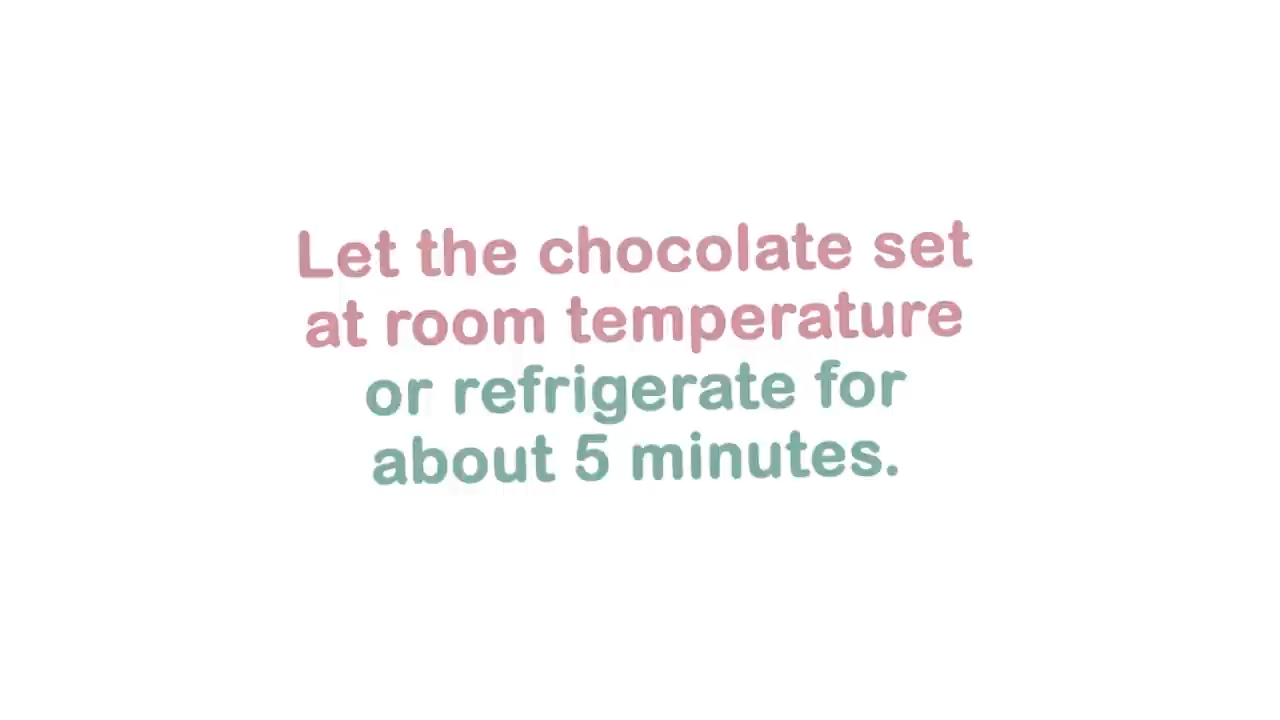 Let the chocolate set
at room temperature
or refrigerate for
about 5 minutes.